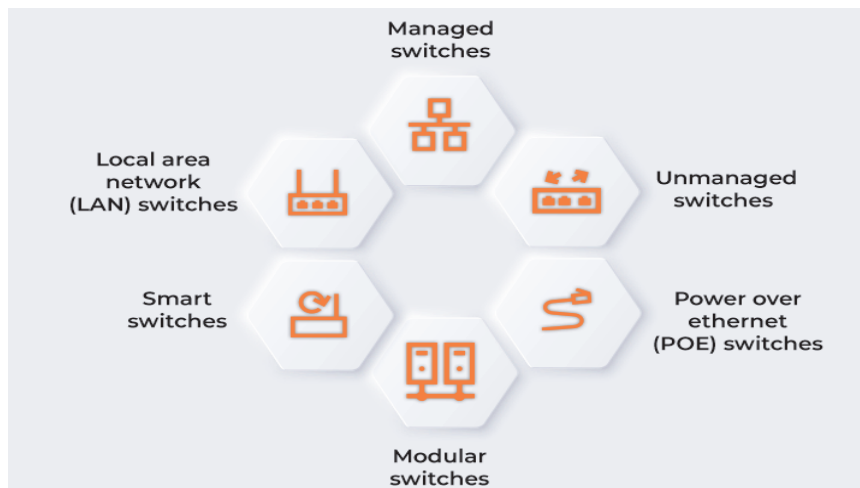 Managed
switches
Local area
network
(LAN) switches
Unmanaged
switches
Smart
switches
Power over
ethernet
(POE) switches
Modular
switches